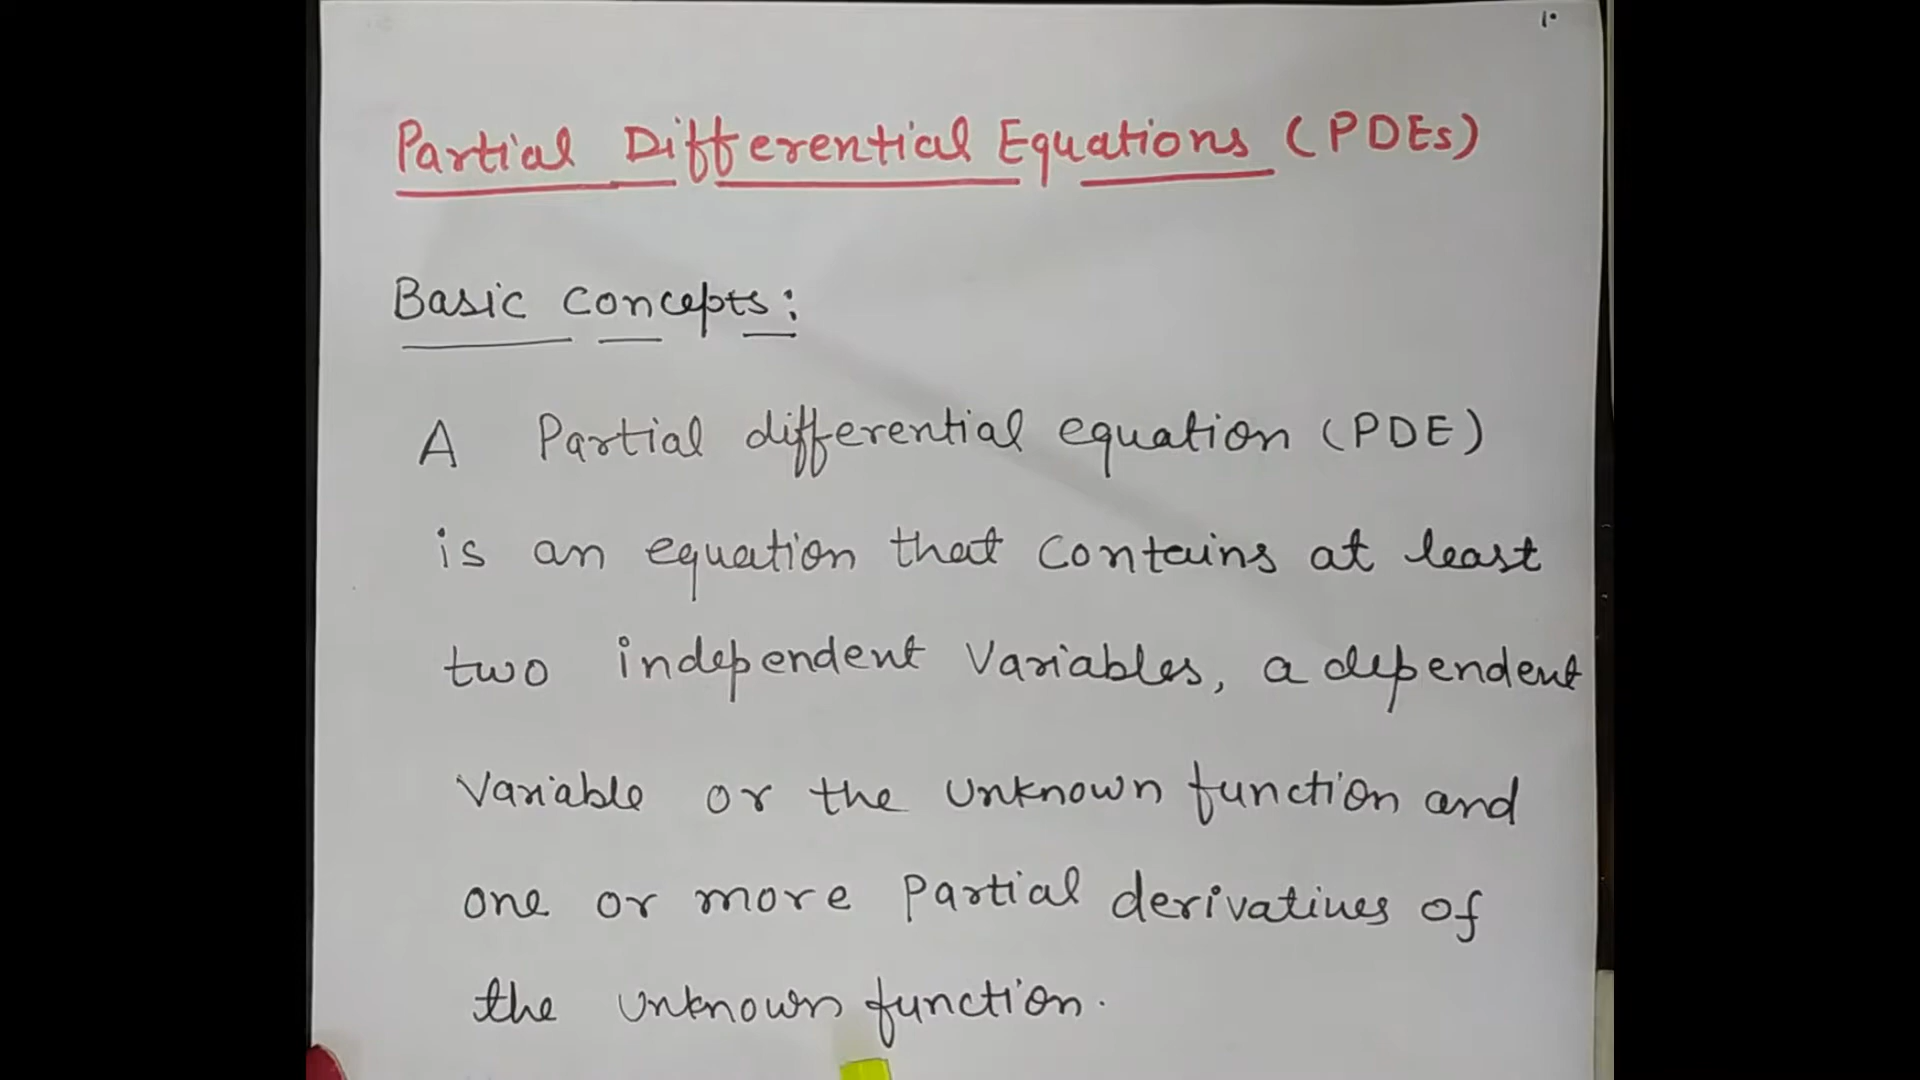 1.
Partial Differential Equations (PDEs)
Basic Concepts:
A Partial differential equation (PDE)
is an equation that contains at least
two independent variables, a dependent
variable or the unknown function and
one or more partial derivatives of
the unknown function.